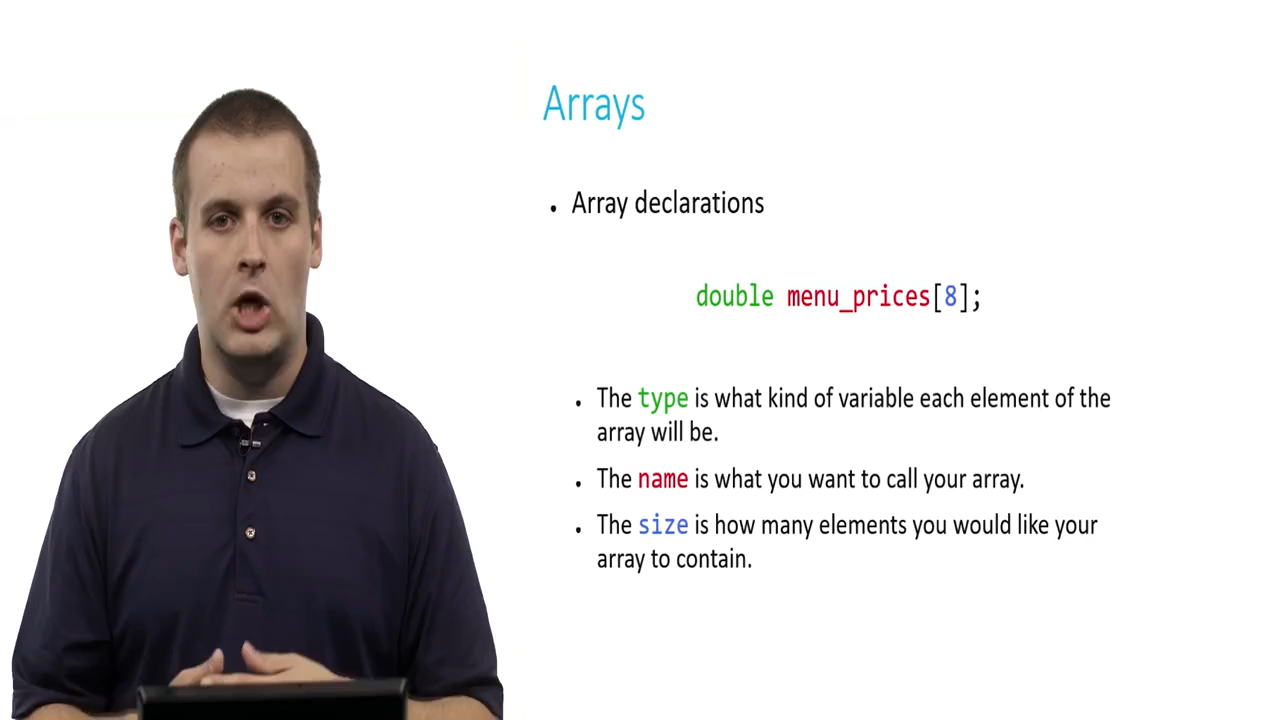 Arrays
• Array declarations
double menu_prices[8];
• The type is what kind of variable each element of the
array will be.
• The name is what you want to call your array.
• The size is how many elements you would like your
array to contain.